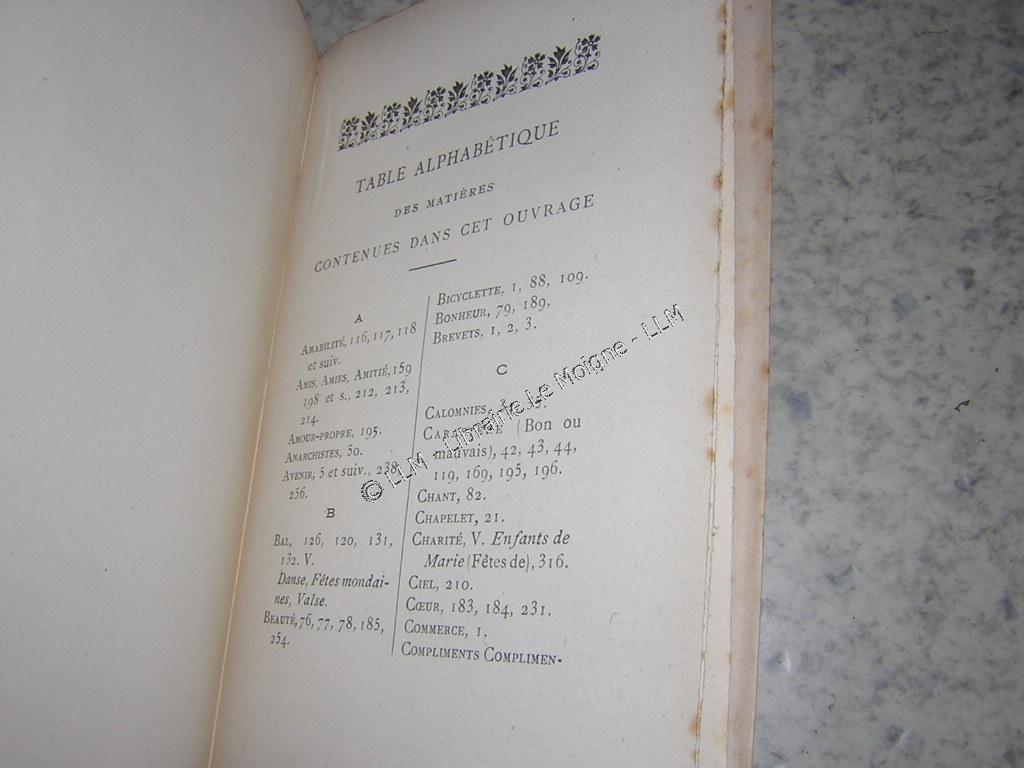 TABLE ALPHABÉTIQUE
DES MATIÈRES
CONTENUES DANS CET OUVRAGE
A
AMABILITÉ, 116, 117, 118
et suiv.
AMIS, AMIES, AMITIÉ, 159
198 et s., 212, 213,
214.
AMOUR-PROPRE, 195.
ANARCHISTES, 50.
AVENIR, 5 et suiv., 238,
256.
B
BAL, 126, 120, 131,
132. V.
Danse, Fêtes mondai-
nes, Valse.
BEAUTÉ, 76, 77, 78, 185,
254.
BICYCLETTE, 1, 88, 109.
BONHEUR, 79, 189,
BREVETS, 1, 2, 3.
C
CALOMNIES,
(Bon ou
mauvais), 42, 43, 44,
119, 169, 195, 196.
CHANT, 82.
CHAPELET, 21.
CHARITÉ, V. Enfants de
Marie (Fêtes de), 316.
CIEL, 210.
CŒUR, 183, 184, 231.
COMMERCE, 1.
COMPLIMENTS COMPLIMEN-
© LLM - Librairie Le Moigne - LLM